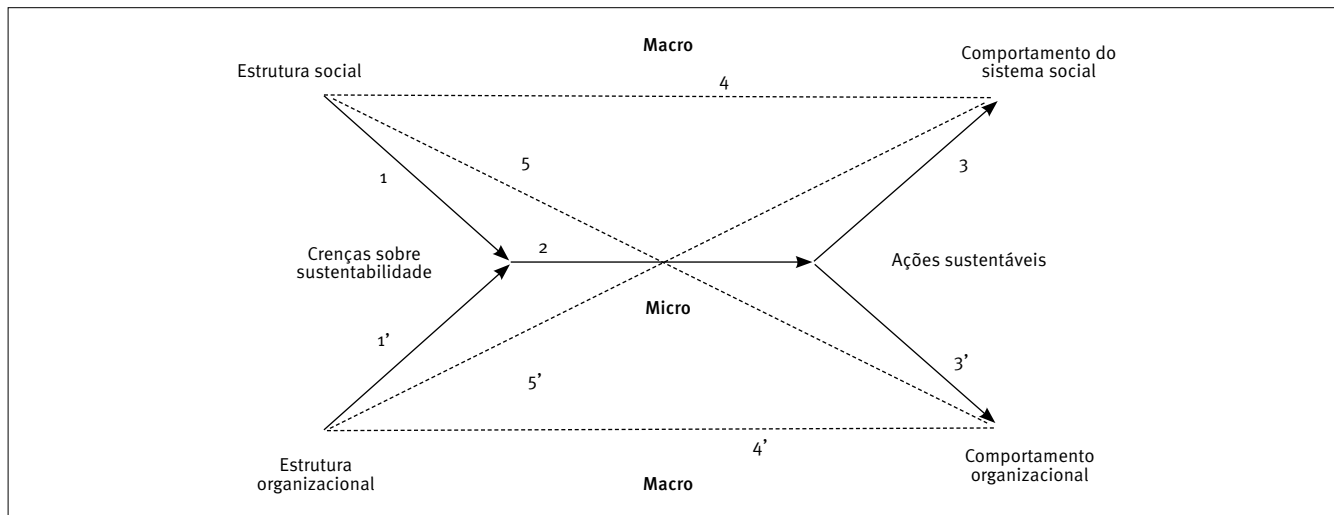 Macro
Estrutura social
Comportamento do
sistema social
4
5
1
3
Crenças sobre
sustentabilidade
2
Ações sustentáveis
Micro
1’
5’
3’
4’
Estrutura
organizacional
Macro
Comportamento
organizacional